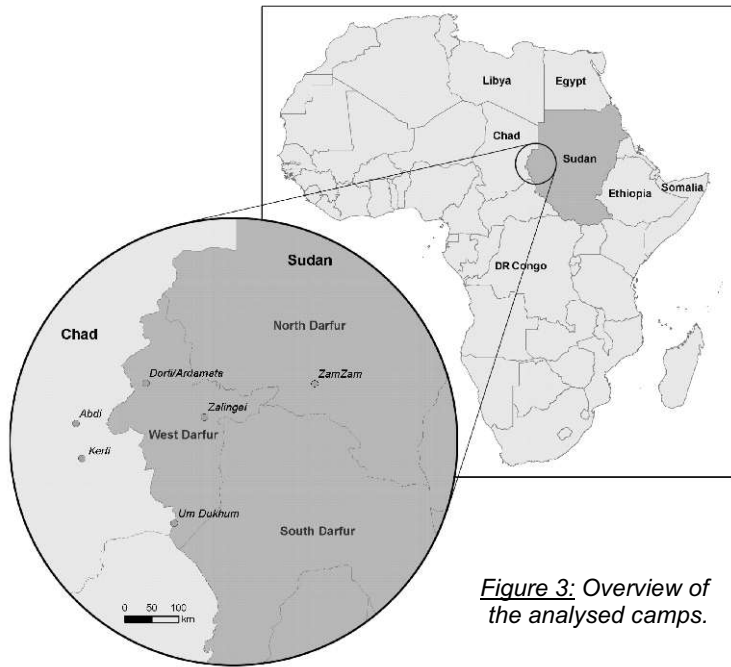 Libya
Egypt
Chad
Sudan
Ethiopia
Somalia
DR Congo
Sudan
Chad
North Darfur
Dorti/Ardameta
ZamZam
Abdi
Zalingei
West Darfur
Kerfi
Um Dukhum
South Darfur
0 50 100
km
Figure 3: Overview of
the analysed camps.